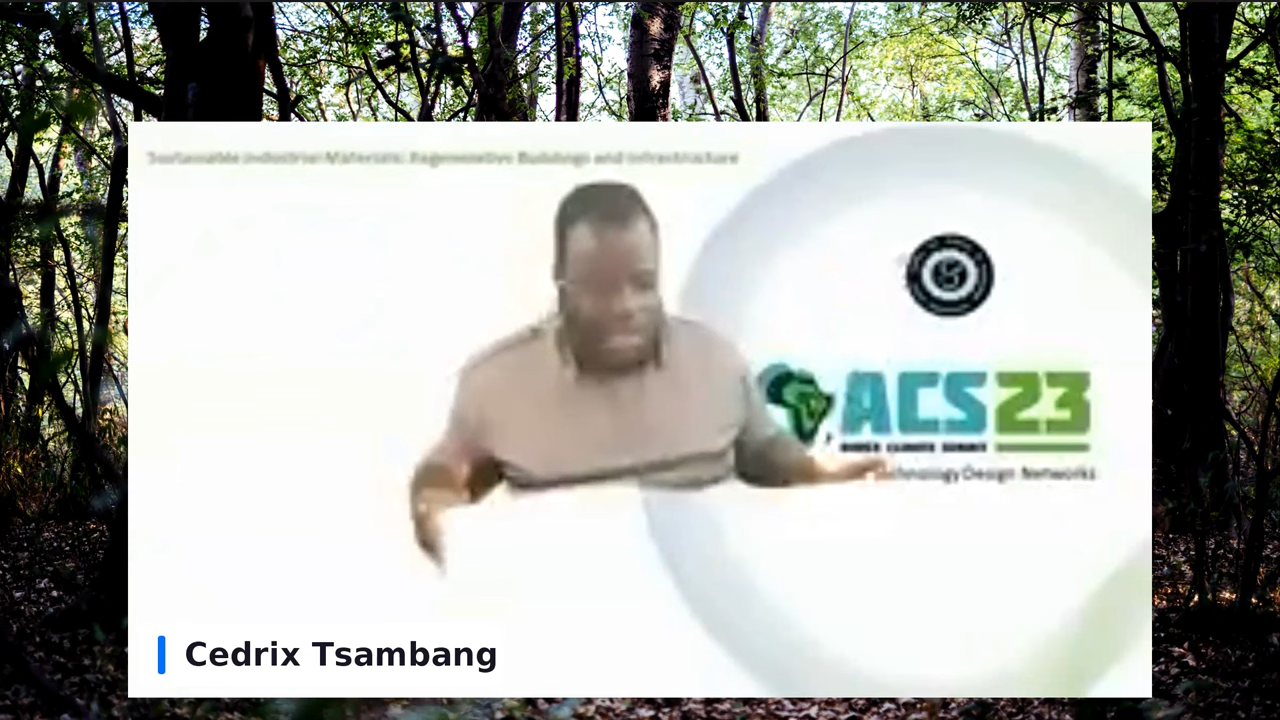 Sustainable Industrial Materials: Regenerative Buildings and Infrastructure
ACS23
Technology Design Networks
Cedrix Tsambang